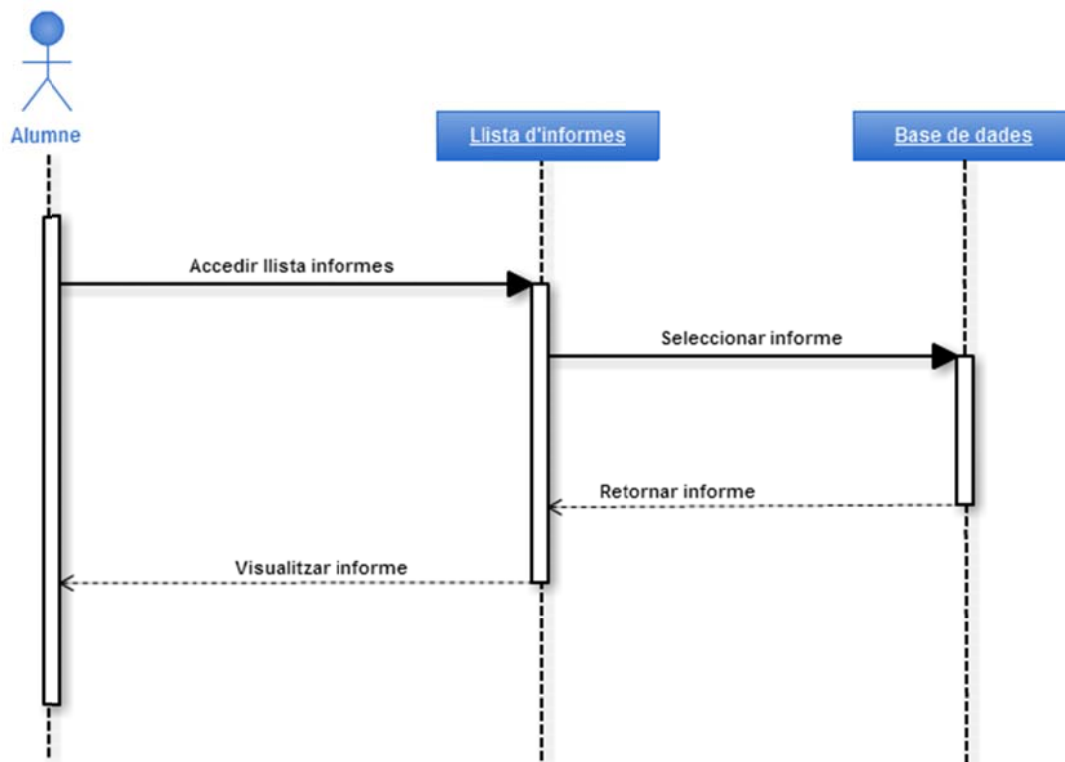 Alumne
Llista d'informes
Base de dades
Accedir llista informes
Seleccionar informe
Retornar informe
Visualitzar informe